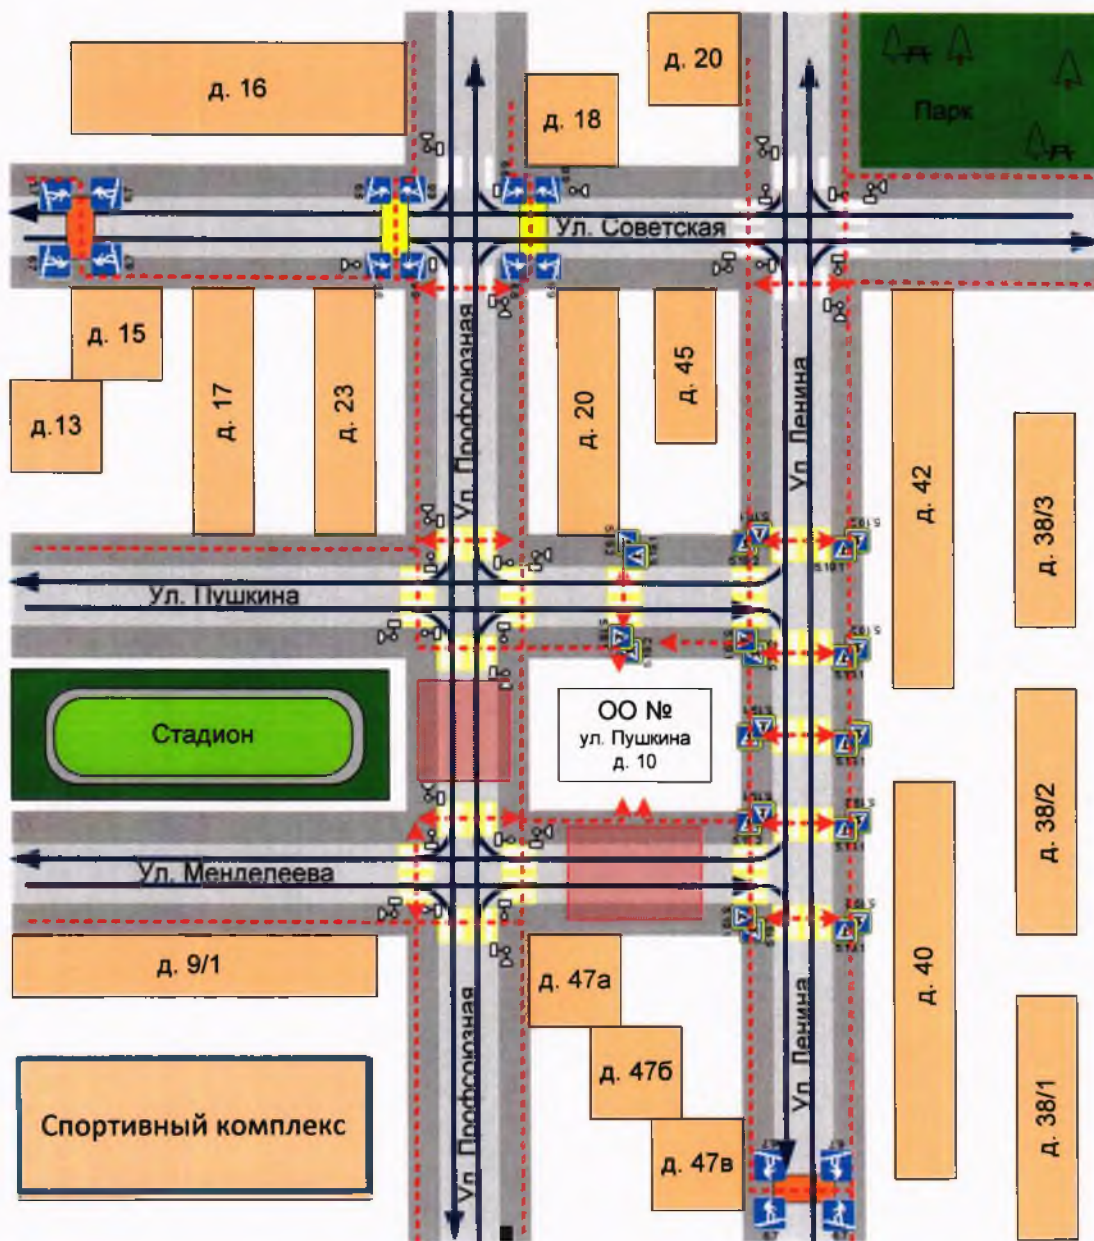 д. 16
д. 18
д. 20
Парк
Ул. Советская
д. 15
д.13
д. 17
д. 23
Ул. Профсоюзная
д. 20
д. 45
Ул. Ленина
д. 42
д. 38/3
Ул. Пушкина
Стадион
ОО №
ул. Пушкина
д. 10
д. 38/2
Ул. Менделеева
д. 9/1
д. 47а
д. 40
д. 47б
д. 47в
Ул. Профсоюзная
Ул. Ленина
д. 38/1
Спортивный комплекс